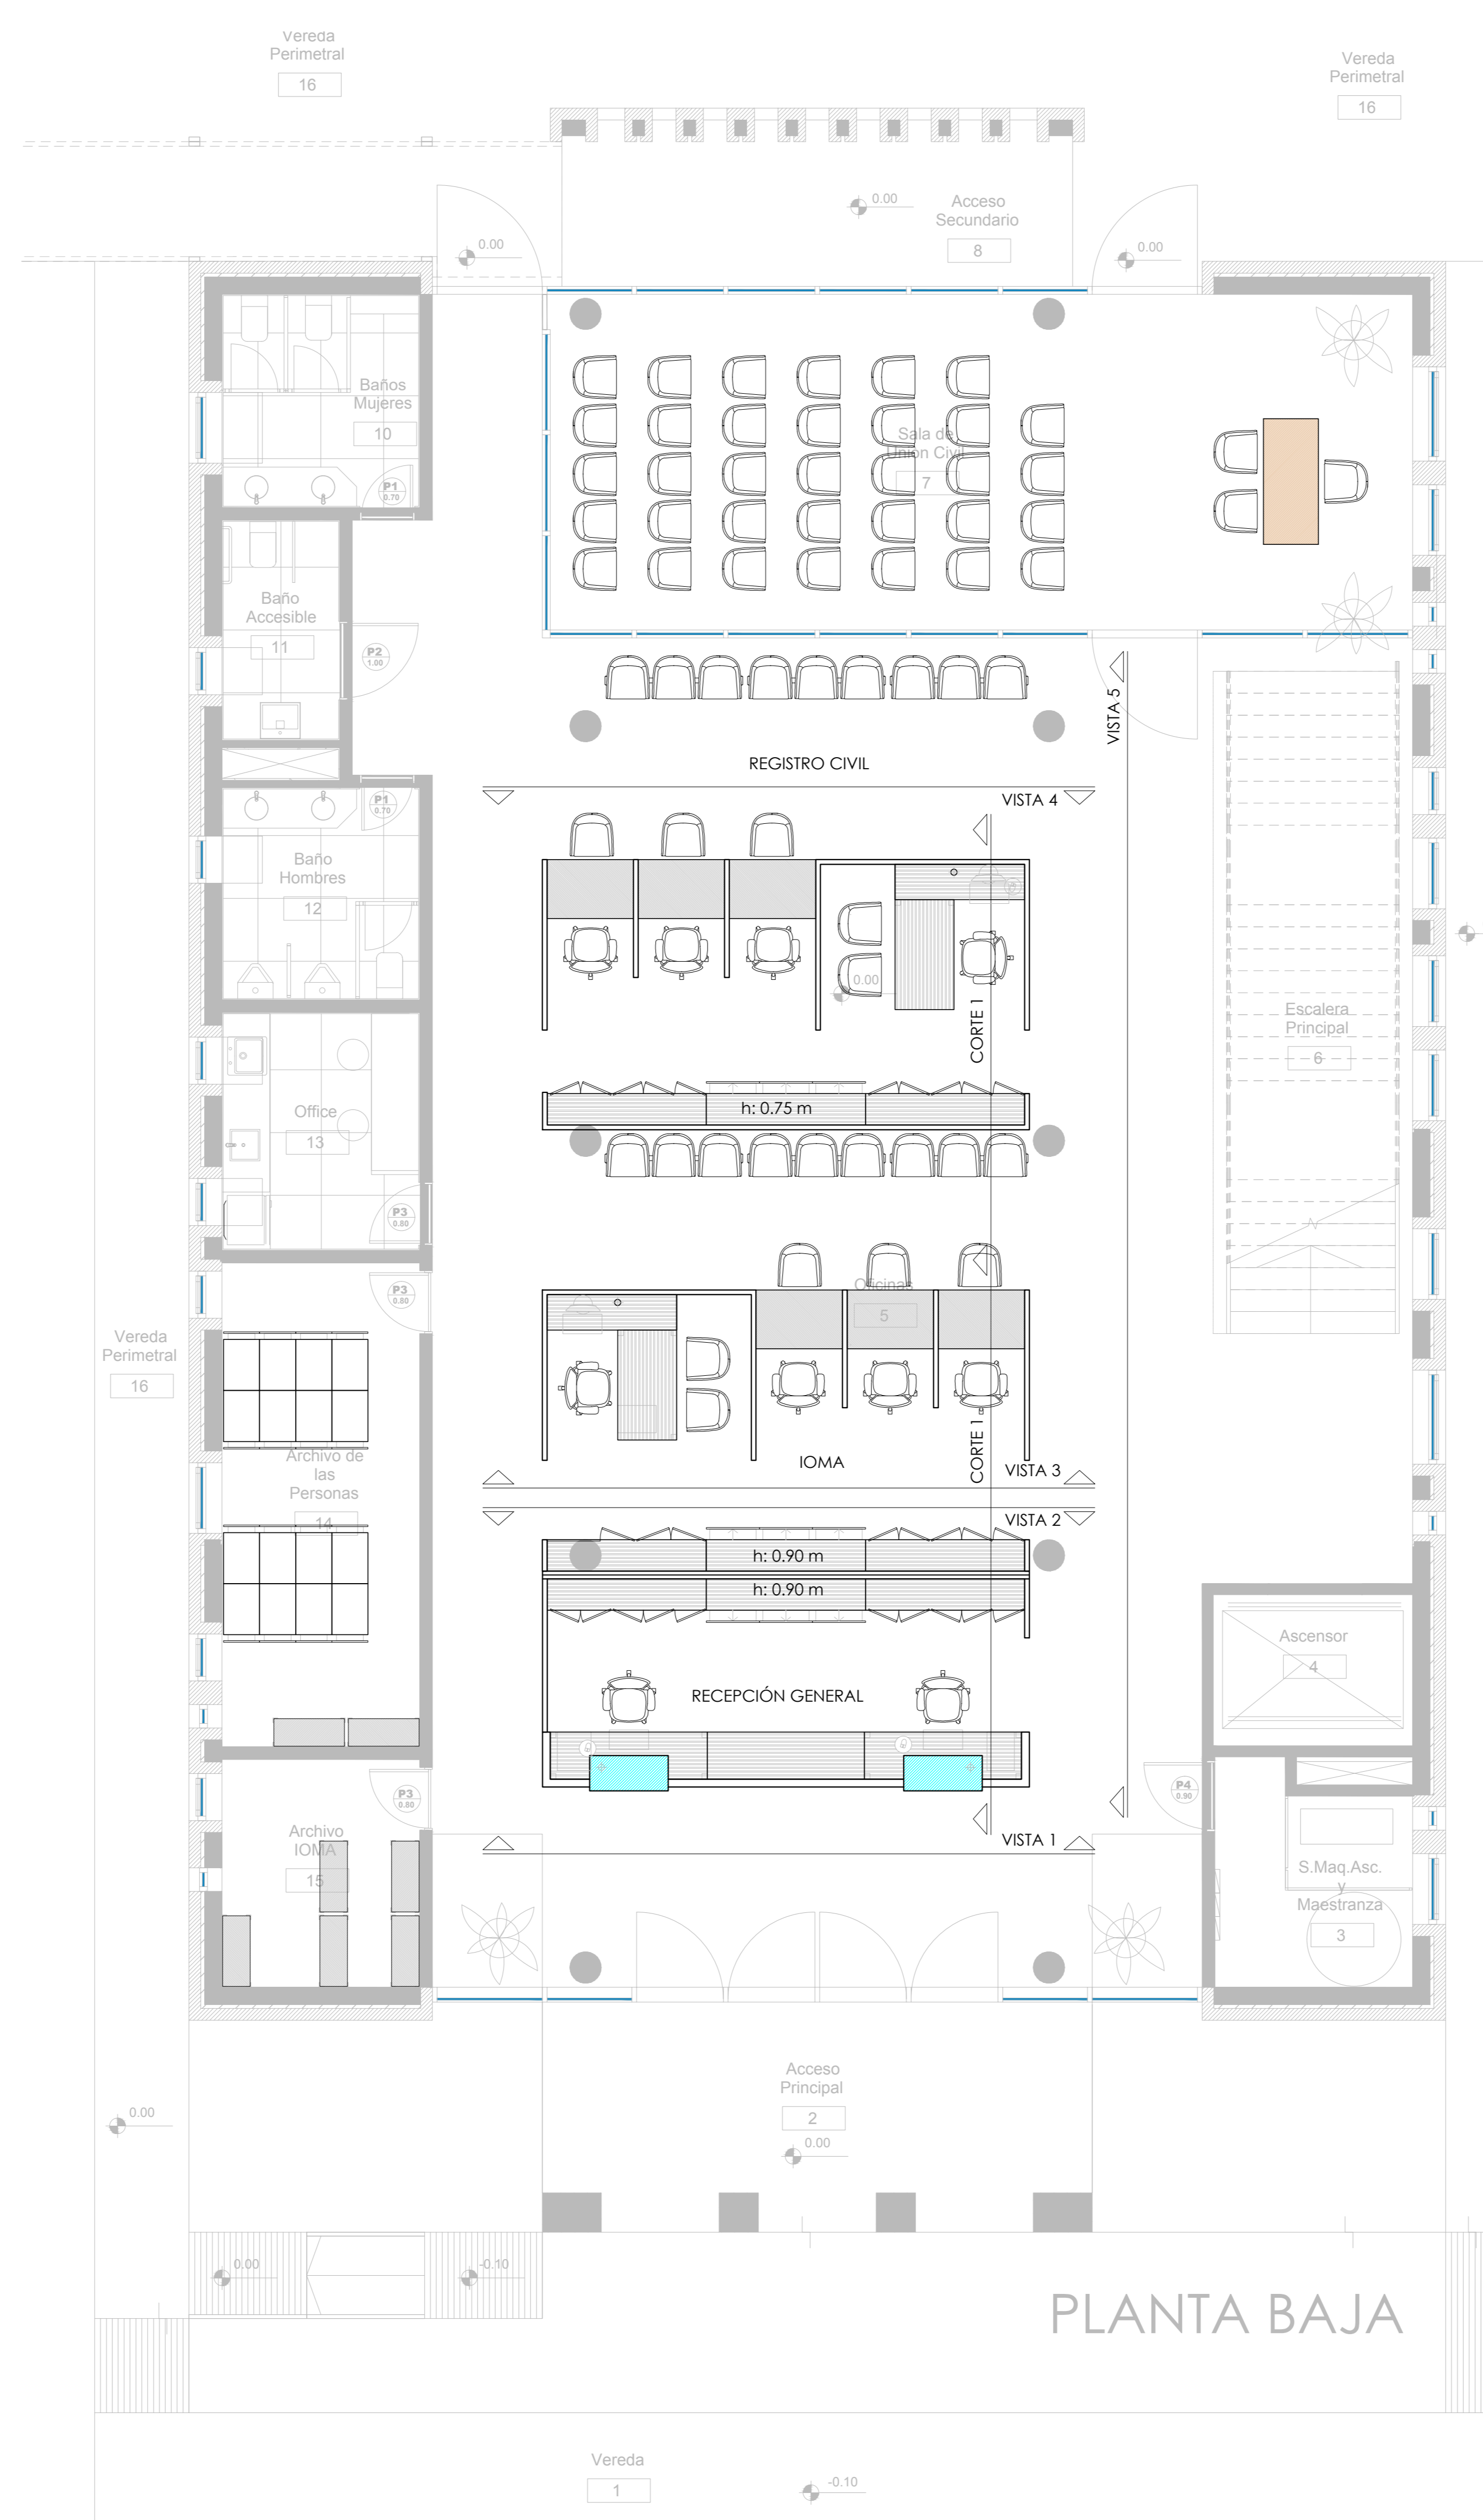 Vereda
Perimetral
16
Vereda
Perimetral
16
0.00
Acceso
Secundario
8
0.00
0.00
Baños
Mujeres
10
P1
0.70
Sala de
Unión Civil
7
Baño
Accesible
11
P2
1.00
VISTA 5
REGISTRO CIVIL
VISTA 4
P1
0.70
Baño
Hombres
12
0.00
CORTE 1
Escalera
Principal
6
h: 0.75 m
Office
13
P3
0.80
P3
0.80
Oficinas
5
Vereda
Perimetral
16
Archivo de
las
Personas
14
IOMA
CORTE 1
VISTA 3
VISTA 2
h: 0.90 m
h: 0.90 m
Ascensor
4
RECEPCIÓN GENERAL
P3
0.80
P4
0.90
Archivo
IOMA
15
VISTA 1
S.Maq.Asc.
y
Maestranza
3
Acceso
Principal
2
0.00
0.00
0.00
-0.10
PLANTA BAJA
Vereda
1
-0.10